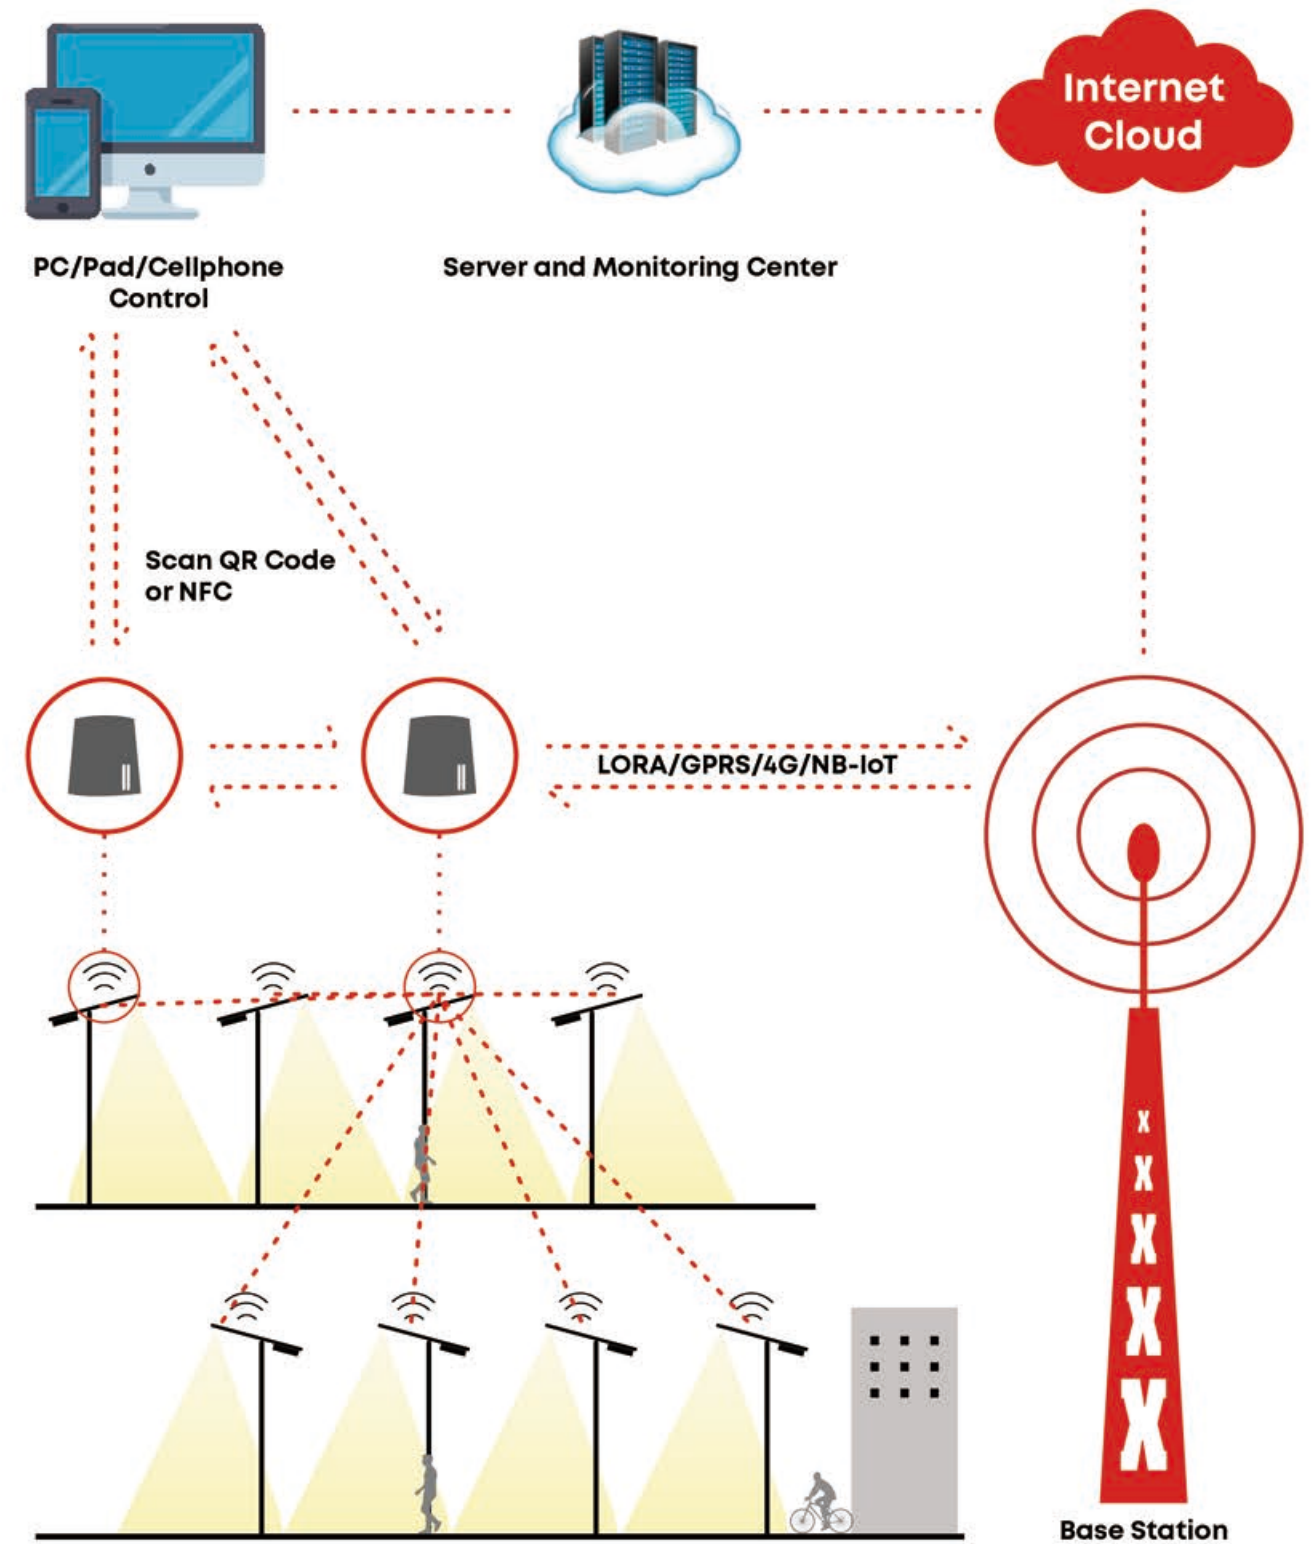 Internet
Cloud
PC/Pad/Cellphone
Control
Server and Monitoring Center
Scan QR Code
or NFC
LORA/GPRS/4G/NB-IoT
Base Station